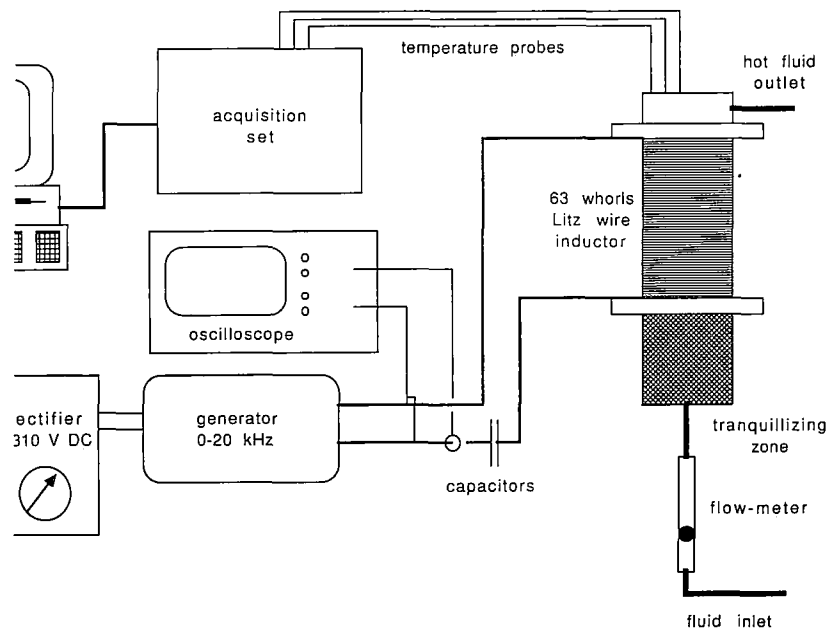 temperature probes
hot fluid
outlet
acquisition
set
63 whorls
Litz wire
inductor
oscilloscope
ectifier
310 V DC
generator
0-20 kHz
capacitors
tranquillizing
zone
flow-meter
fluid inlet